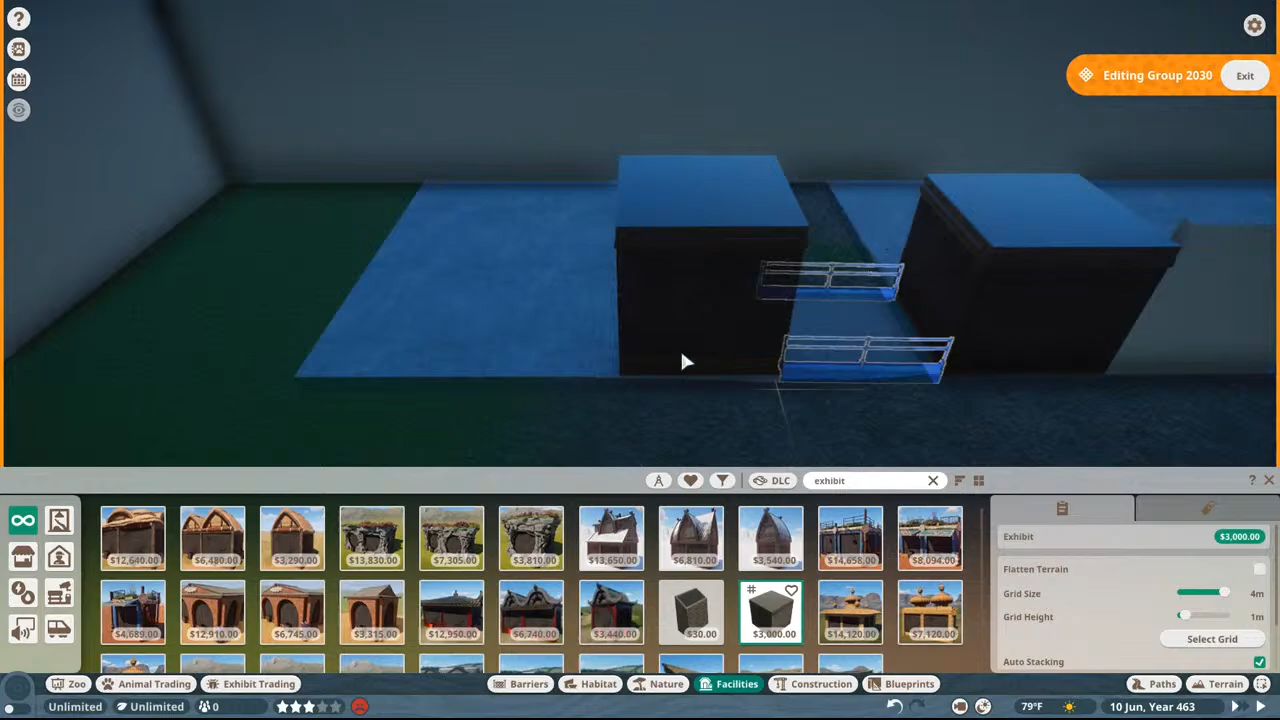 ?
Editing Group 2030
Exit
DLC
exhibit
?
$12,640.00
$6,480.00
$3,290.00
$13,830.00
$7,305.00
$3,810.00
$13,650.00
$6,810.00
$3,540.00
$14,658.00
$8,094.00
$4,689.00
$12,910.00
$6,745.00
$3,315.00
$12,950.00
$6,740.00
$3,440.00
$30.00
$3,000.00
$14,120.00
$7,120.00
Exhibit
$3,000.00
Flatten Terrain
Grid Size
4m
Grid Height
1m
Select Grid
Auto Stacking
Zoo
Animal Trading
Exhibit Trading
Barriers
Habitat
Nature
Facilities
Construction
Blueprints
Paths
Terrain
Unlimited
Unlimited
0
79°F
10 Jun, Year 463